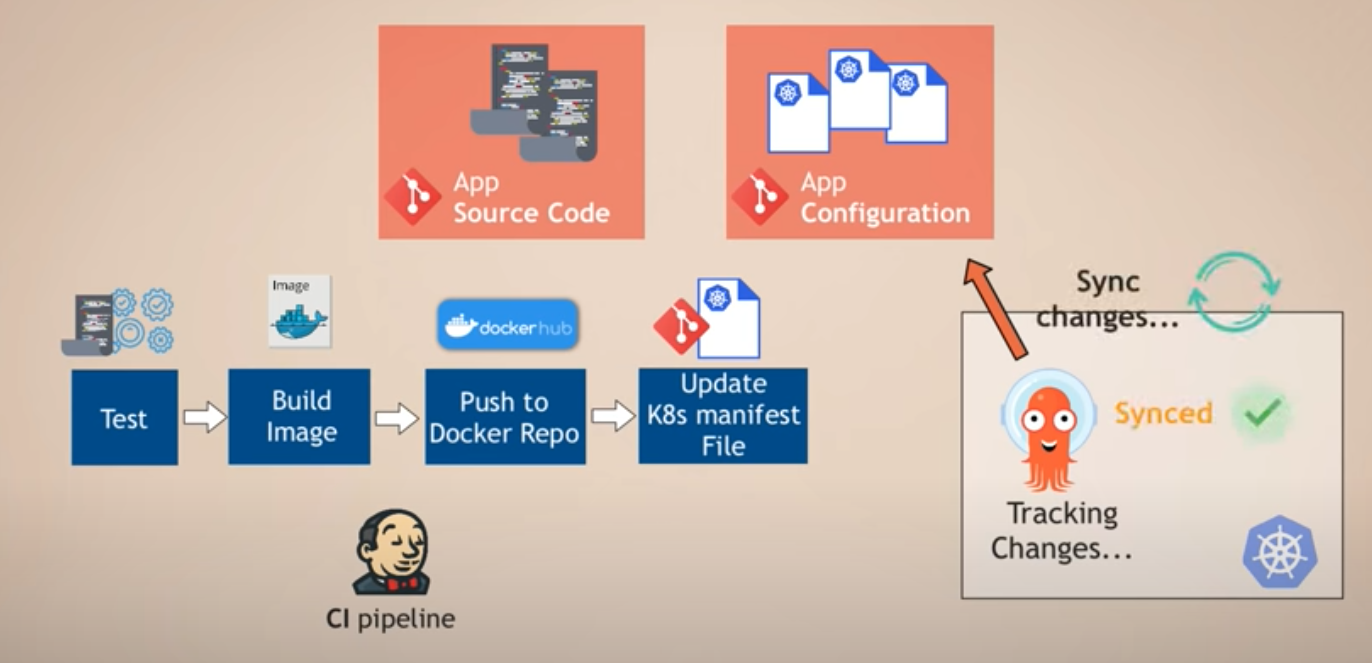 App
Source Code
App
Configuration
Sync
changes...
Image
dockerhub
Test
Build
Image
Push to
Docker Repo
Update
K8s manifest
File
Synced
Tracking
Changes...
CI pipeline